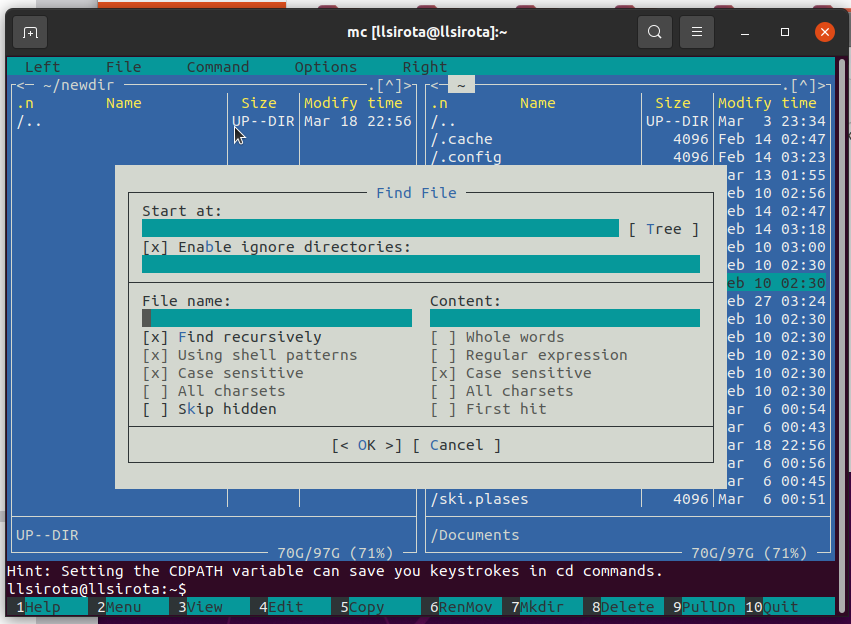 mc [llsirota@llsirota]:~
Left File Command Options Right
<- ~/newdir .[^]> <- ~ .[^]>
.n Name Size Modify time .n Name Size Modify time
/.. UP--DIR Mar 18 22:56 /.. UP--DIR Mar 3 23:34
/.cache 4096 Feb 14 02:47
/.config 4096 Feb 14 03:23
ar 13 01:55
Find File eb 10 02:56
Start at: eb 14 02:47
[ Tree ] eb 14 03:18
[x] Enable ignore directories: eb 10 03:00
eb 10 02:30
eb 10 02:30
File name: Content: eb 27 03:24
eb 10 02:30
[x] Find recursively [ ] Whole words eb 10 02:30
[x] Using shell patterns [ ] Regular expression eb 10 02:30
[x] Case sensitive [x] Case sensitive eb 10 02:30
[ ] All charsets [ ] All charsets eb 10 02:30
[ ] Skip hidden [ ] First hit ar 6 00:54
ar 6 00:43
[< OK >] [ Cancel ] ar 18 22:56
ar 6 00:56
ar 6 00:45
/ski.plases 4096 Mar 6 00:51
UP--DIR /Documents
70G/97G (71%) 70G/97G (71%)
Hint: Setting the CDPATH variable can save you keystrokes in cd commands.
llsirota@llsirota:~$
1Help 2Menu 3View 4Edit 5Copy 6RenMov 7Mkdir 8Delete 9PullDn 10Quit